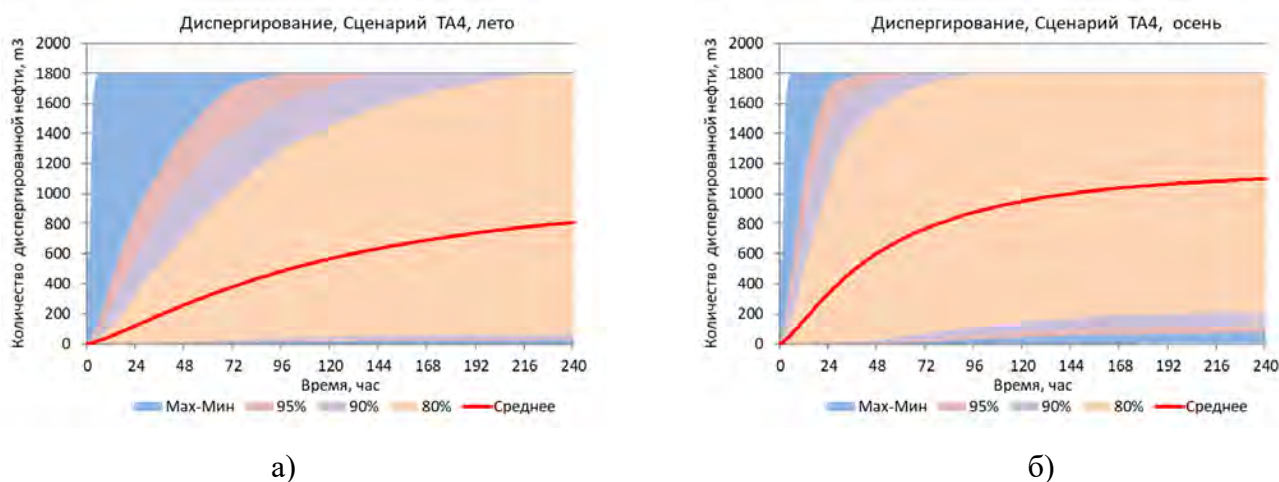 Диспергирование, Сценарий ТА4, лето
Количество диспергированной нефти, m3
2000
1800
1600
1400
1200
1000
800
600
400
200
0
0 24 48 72 96 120 144 168 192 216 240
Время, час
Мах-Мин 95% 90% 80% Среднее
а)
Диспергирование, Сценарий ТА4, осень
Количество диспергированной нефти, m3
2000
1800
1600
1400
1200
1000
800
600
400
200
0
0 24 48 72 96 120 144 168 192 216 240
Время, час
Мах-Мин 95% 90% 80% Среднее
б)